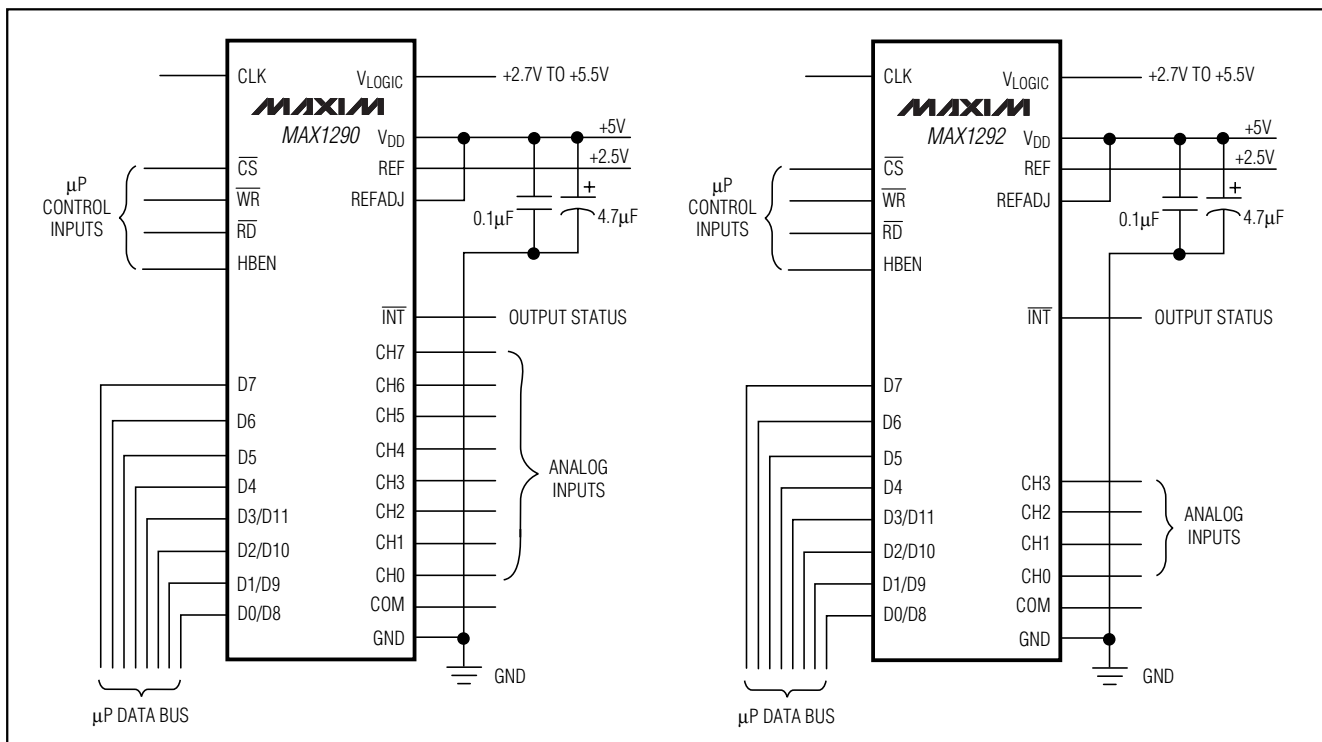 CLK
VLOGIC
+2.7V TO +5.5V
MAXIM
MAX1290
VDD
+5V
CS
REF
+2.5V
µP
CONTROL
INPUTS
WR
REFADJ
0.1µF
+
4.7µF
RD
HBEN
INT
OUTPUT STATUS
CH7
D7
CH6
D6
CH5
D5
CH4
D4
CH3
ANALOG
INPUTS
D3/D11
CH2
D2/D10
CH1
D1/D9
CH0
D0/D8
COM
GND
GND
µP DATA BUS
CLK
VLOGIC
+2.7V TO +5.5V
MAXIM
MAX1292
VDD
+5V
CS
REF
+2.5V
µP
CONTROL
INPUTS
WR
REFADJ
0.1µF
+
4.7µF
RD
HBEN
INT
OUTPUT STATUS
D7
D6
D5
D4
CH3
D3/D11
CH2
ANALOG
INPUTS
D2/D10
CH1
D1/D9
CH0
D0/D8
COM
GND
GND
µP DATA BUS